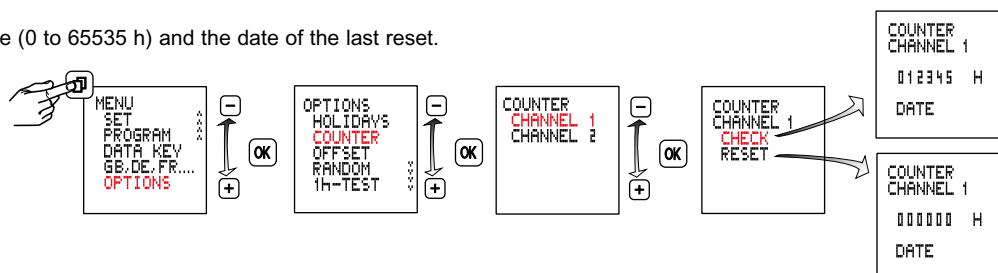 e (0 to 65535 h) and the date of the last reset.
MENU
SET
PROGRAM
DATA KEY
GB,DE,FR....
OPTIONS
−
OK
+
OPTIONS
HOLIDAYS
COUNTER
OFFSET
RANDOM
1h-TEST
−
OK
+
COUNTER
CHANNEL 1
CHANNEL 2
−
OK
+
COUNTER
CHANNEL 1
CHECK
RESET
COUNTER
CHANNEL 1
012345 H
DATE
COUNTER
CHANNEL 1
000000 H
DATE